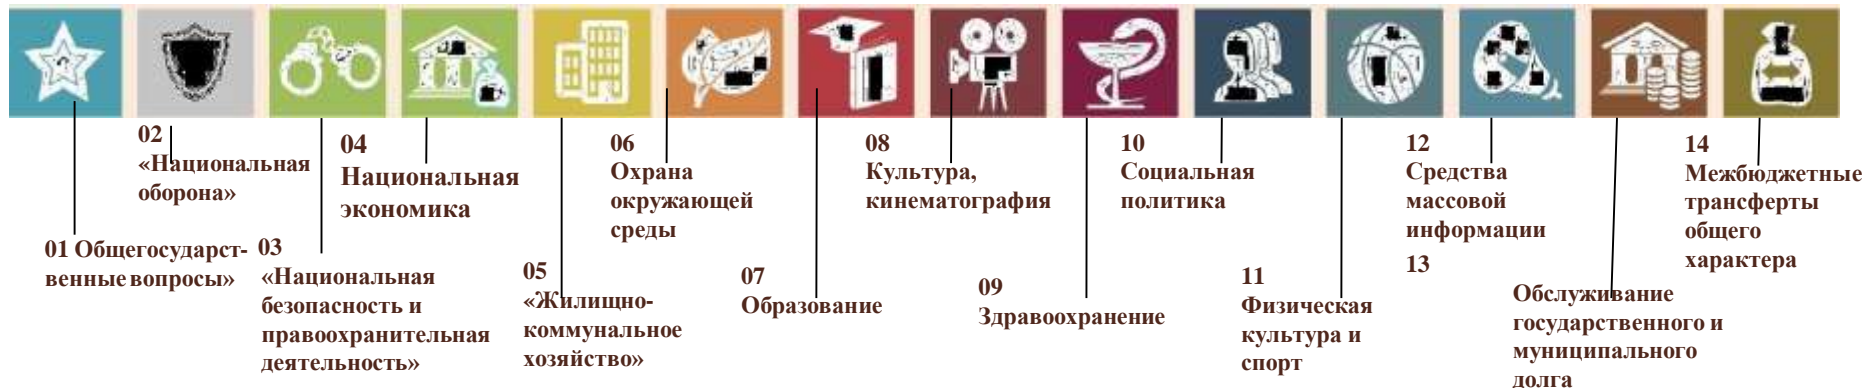 01 Общегосударст-
венные вопросы»
02
«Национальная
оборона»
03
«Национальная
безопасность и
правоохранительная
деятельность»
04
Национальная
экономика
05
«Жилищно-
коммунальное
хозяйство»
06
Охрана
окружающей
среды
07
Образование
08
Культура,
кинематография
09
Здравоохранение
10
Социальная
политика
11
Физическая
культура и
спорт
12
Средства
массовой
информации
13
Обслуживание
государственного и
муниципального
долга
14
Межбюджетные
трансферты
общего
характера